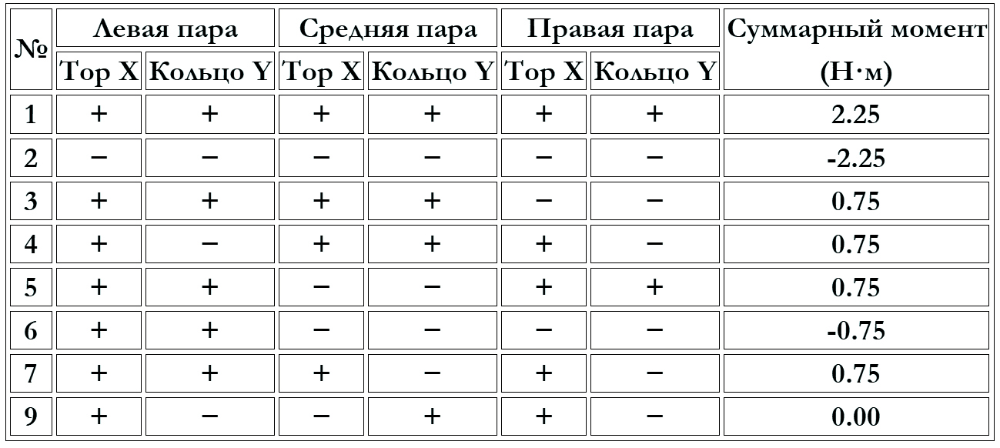 № Левая пара Средняя пара Правая пара Суммарный момент (Н·м)
Тор X Кольцо Y Тор X Кольцо Y Тор X Кольцо Y
1 + + + + + + 2.25
2 − − − − − − -2.25
3 + + + + − − 0.75
4 + − + + + − 0.75
5 + + − − + + 0.75
6 + + − − − − -0.75
7 + + + − + − 0.75
9 + − − + + − 0.00